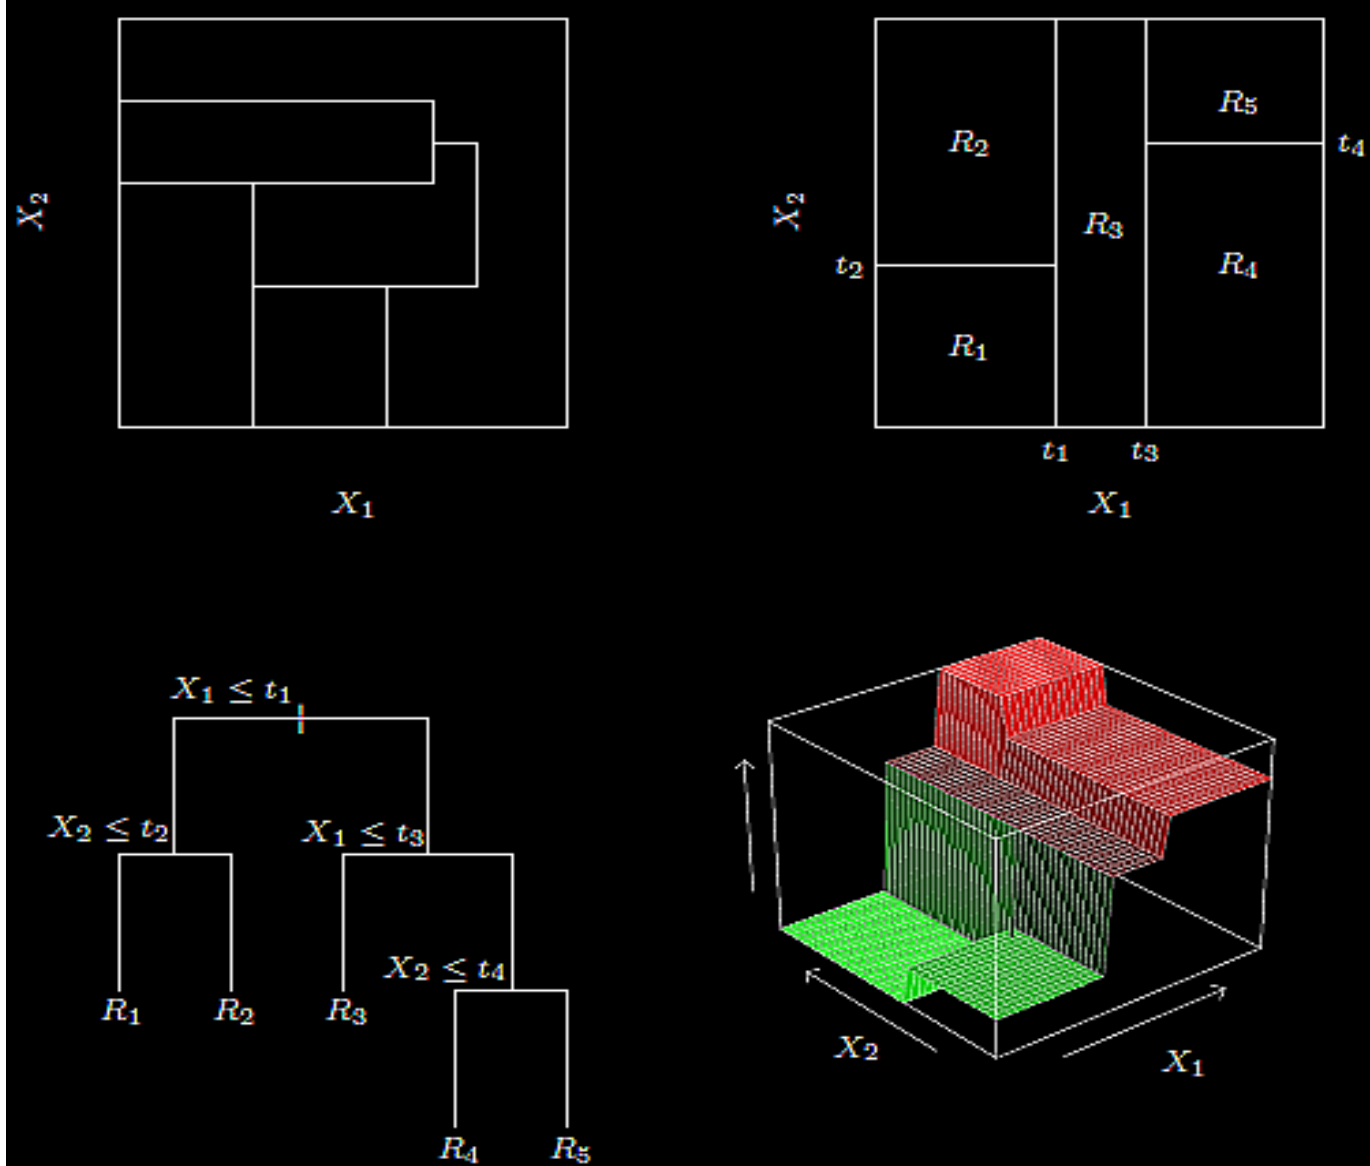 X₂
X₁
R₅
R₂
t₄
X₂
R₃
t₂
R₄
R₁
t₁ t₃
X₁
X₁ ≤ t₁
X₂ ≤ t₂ X₁ ≤ t₃
X₂ ≤ t₄
R₁ R₂ R₃
R₄ R₅
X₂
X₁